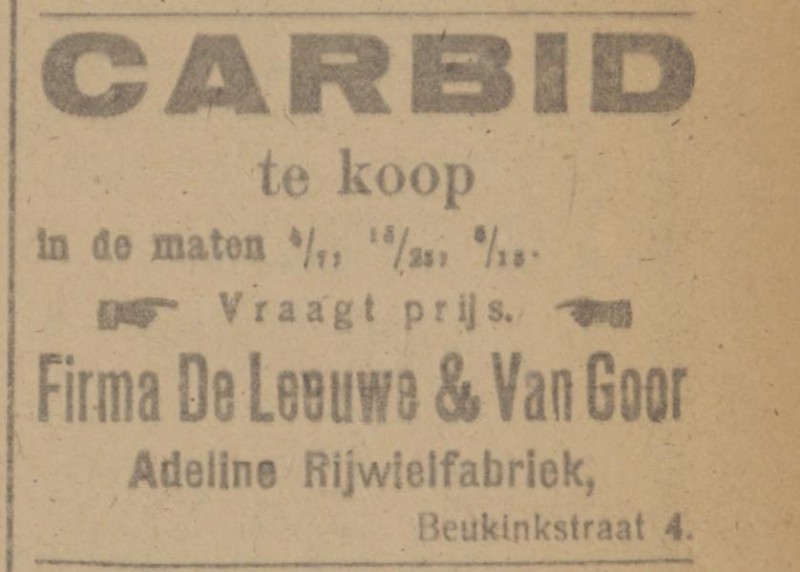 CARBID
te koop
in de maten 4/7, 15/25, 8/15.
Vraagt prijs.
Firma De Leeuwe & Van Goor
Adeline Rijwielfabriek,
Beukinkstraat 4.